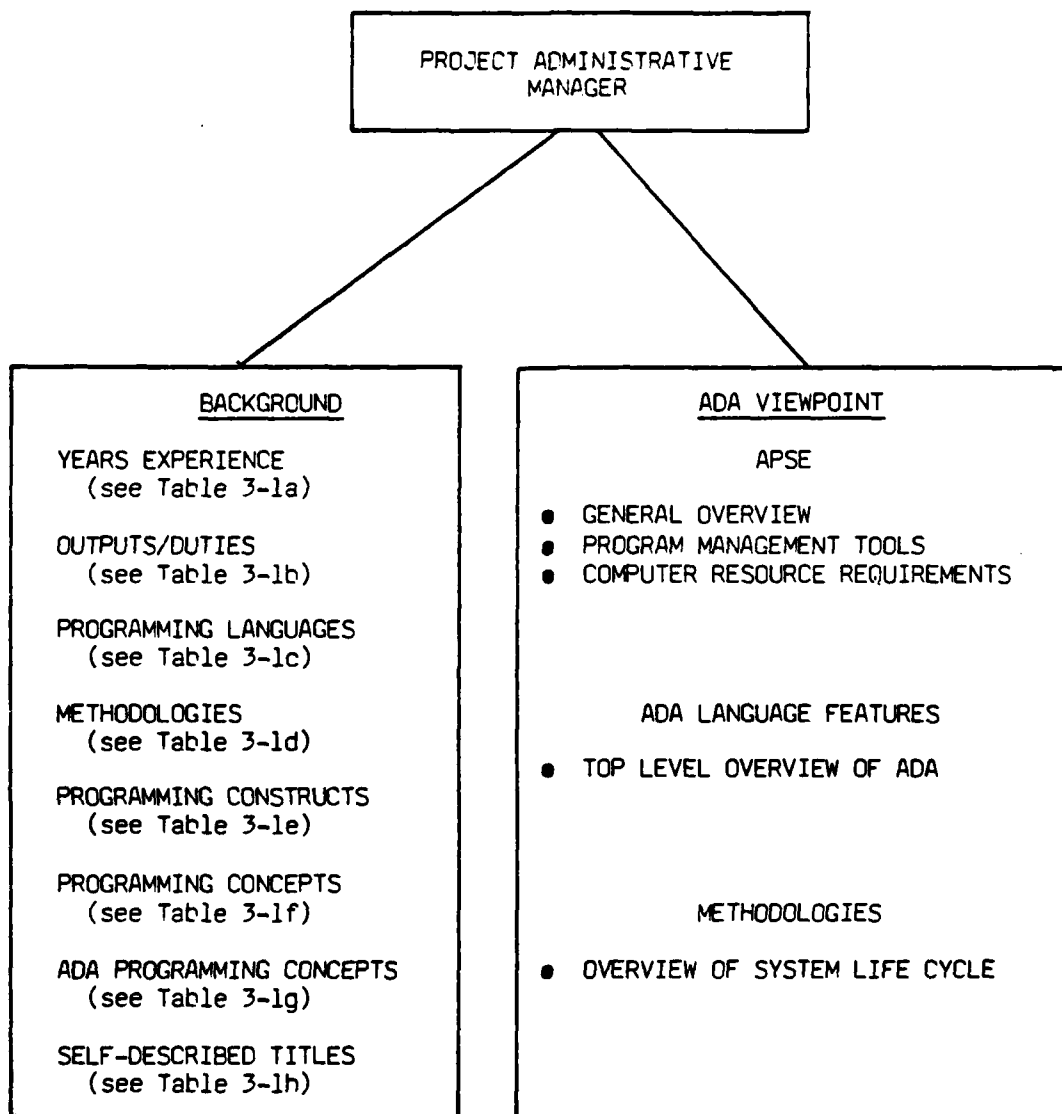 PROJECT ADMINISTRATIVE
MANAGER
BACKGROUND
YEARS EXPERIENCE
(see Table 3-1a)
OUTPUTS/DUTIES
(see Table 3-1b)
PROGRAMMING LANGUAGES
(see Table 3-1c)
METHODOLOGIES
(see Table 3-1d)
PROGRAMMING CONSTRUCTS
(see Table 3-1e)
PROGRAMMING CONCEPTS
(see Table 3-1f)
ADA PROGRAMMING CONCEPTS
(see Table 3-1g)
SELF-DESCRIBED TITLES
(see Table 3-1h)
ADA VIEWPOINT
APSE
• GENERAL OVERVIEW
• PROGRAM MANAGEMENT TOOLS
• COMPUTER RESOURCE REQUIREMENTS
ADA LANGUAGE FEATURES
• TOP LEVEL OVERVIEW OF ADA
METHODOLOGIES
• OVERVIEW OF SYSTEM LIFE CYCLE